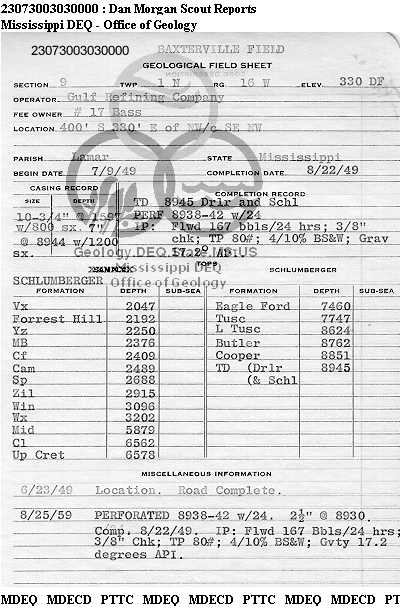 23073003030000 : Dan Morgan Scout Reports
Mississippi DEQ - Office of Geology
23073003030000 BAXTERVILLE FIELD
GEOLOGICAL FIELD SHEET
SECTION 9 TWP 1 N RG. 16 W ELEV. 330 DF
OPERATOR Gulf Refining Company
FEE OWNER # 17 Bass
LOCATION 400' S 330' E of NW/c SE NW
PARISH Lamar STATE Mississippi
BEGIN DATE 7/9/49 COMPLETION DATE 8/22/49
CASING RECORD COMPLETION RECORD
SIZE DEPTH TD 8945 Drlr and Schl
10-3/4" @ 1597 PERF 8938-42 w/24
w/800 sx. 7" IP: Flwd 167 bbls/24 hrs; 3/8"
@ 8944 w/1200 chk; TP 80#; 4/10% BS&W; Grav
sx. 17.2° API.
Geology.DEQ.State.MS.US
TOPS
Mississippi DEQ
SCHLUMBERGER SCHLUMBERGER
Office of Geology
FORMATION DEPTH SUB-SEA FORMATION DEPTH SUB-SEA
Vx 2047 Eagle Ford 7460
Forrest Hill 2192 Tusc 7747
Yz 2250 L Tusc 8624
MB 2376 Butler 8762
Cf 2409 Cooper 8851
Cam 2489 TD (Drlr 8945
Sp 2688 (& Schl
Zil 2915
Win 3096
Wx 3202
Mid 5879
Cl 6562
Up Cret 6578
MISCELLANEOUS INFORMATION
6/23/49 Location. Road Complete.
8/25/59 PERFORATED 8938-42 w/24. 2½" @ 8930.
Comp. 8/22/49. IP: Flwd 167 Bbls/24 hrs;
3/8" Chk; TP 80#; 4/10% BS&W; Gvty 17.2
degrees API.
MDEQ MDECD PTTC MDEQ MDECD PTTC MDEQ MDECD PT